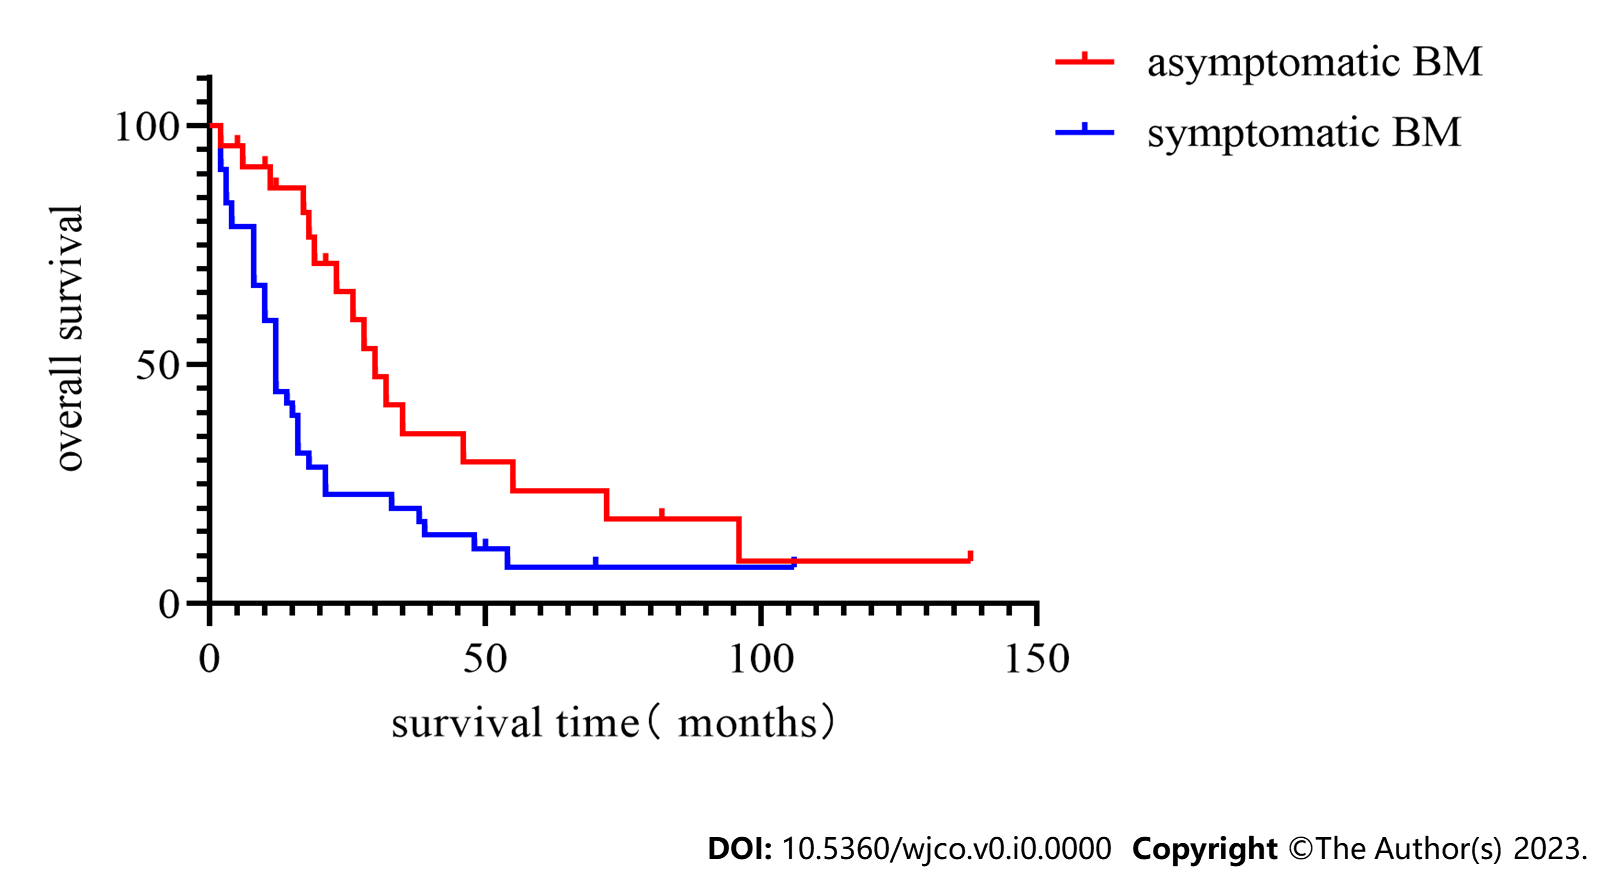 asymptomatic BM
symptomatic BM
100
50
0
overall survival
0 50 100 150
survival time( months)
DOI: 10.5360/wjco.v0.i0.0000 Copyright ©The Author(s) 2023.